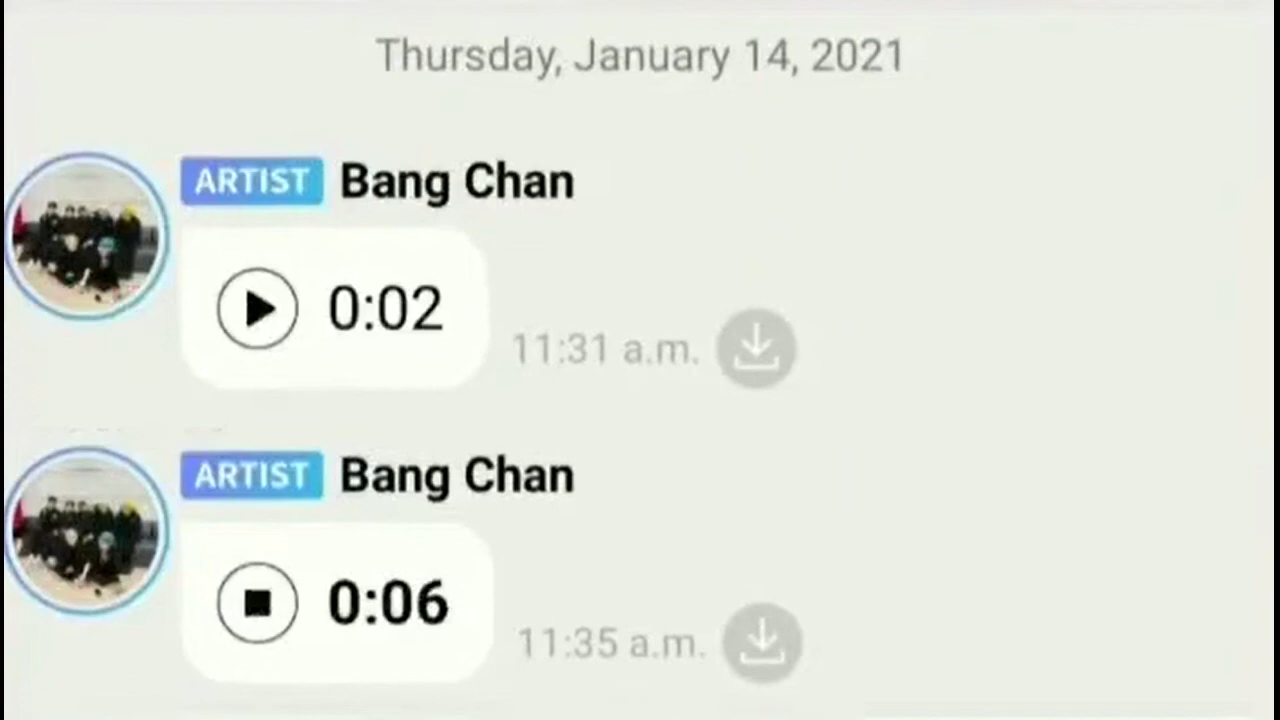 Thursday, January 14, 2021
ARTIST Bang Chan
0:02
11:31 a.m.
ARTIST Bang Chan
0:06
11:35 a.m.